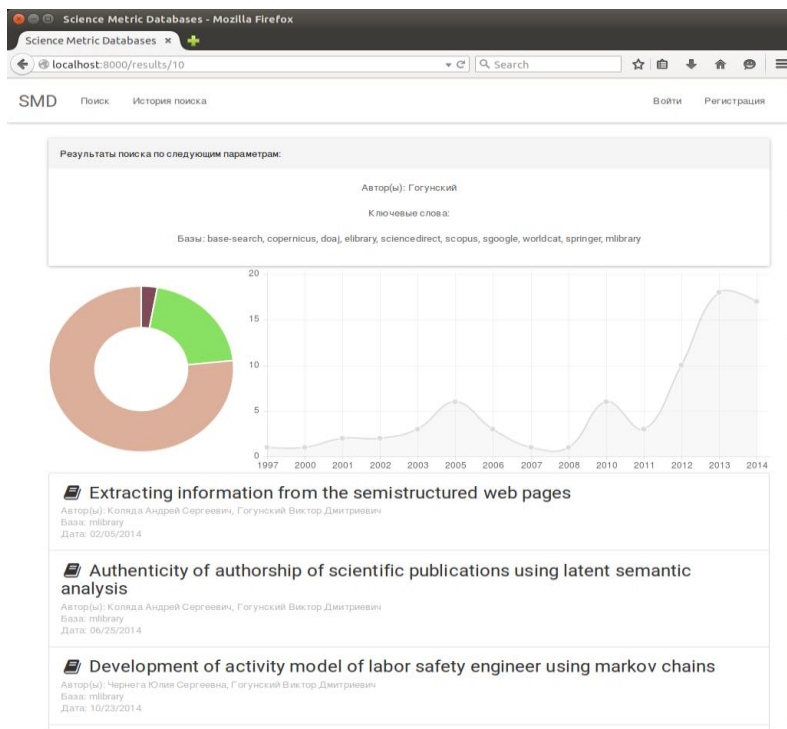 Science Metric Databases - Mozilla Firefox
Science Metric Databases ×
localhost:8000/results/10
Search
SMD Поиск История поиска Войти Регистрация
Результаты поиска по следующим параметрам:
Автор(ы): Гогунский
Ключевые слова:
Базы: base-search, copernicus, doaj, elibrary, sciencedirect, scopus, sgoogle, worldcat, springer, mlibrary
20
15
10
5
0
1997 2000 2001 2002 2003 2005 2006 2007 2008 2010 2011 2012 2013 2014
Extracting information from the semistructured web pages
Автор(ы): Коляда Андрей Сергеевич, Гогунский Виктор Дмитриевич
База: mlibrary
Дата: 02/05/2014
Authenticity of authorship of scientific publications using latent semantic
analysis
Автор(ы): Коляда Андрей Сергеевич, Гогунский Виктор Дмитриевич
База: mlibrary
Дата: 06/25/2014
Development of activity model of labor safety engineer using markov chains
Автор(ы): Чернега Юлия Сергеевна, Гогунский Виктор Дмитриевич
База: mlibrary
Дата: 10/23/2014